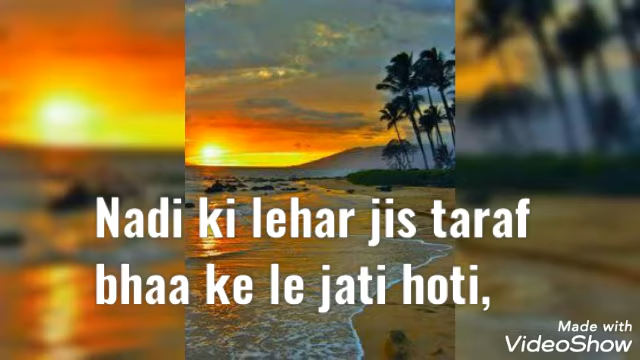 Nadi ki lehar jis taraf
bhaa ke le jati hoti,
Made with
VideoShow